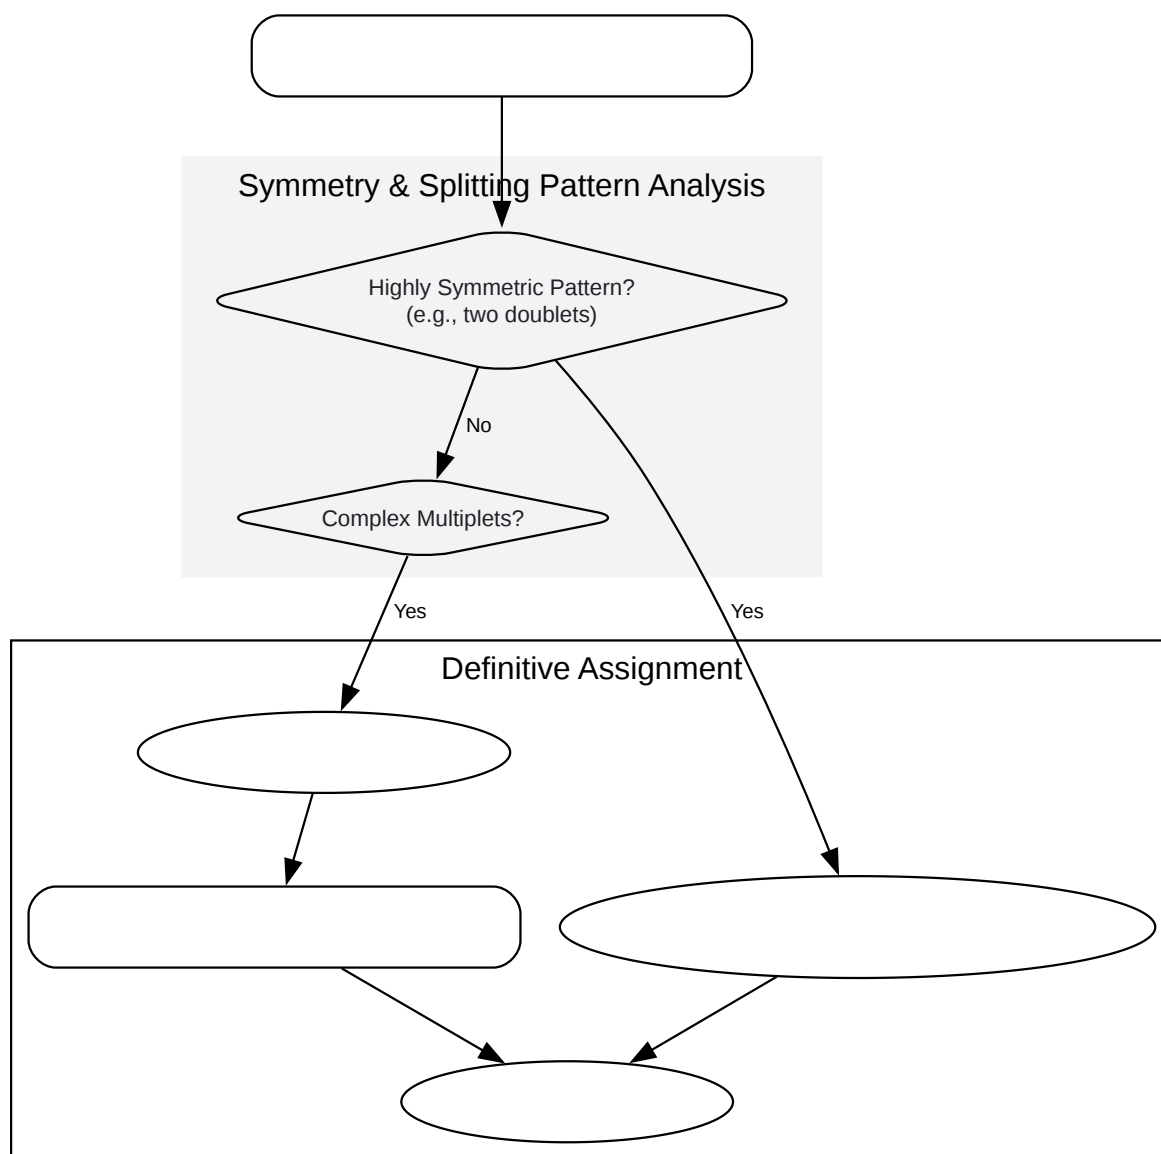 Symmetry & Splitting Pattern Analysis
Highly Symmetric Pattern?
(e.g., two doublets)
No
Complex Multiplets?
Yes
Yes
Definitive Assignment